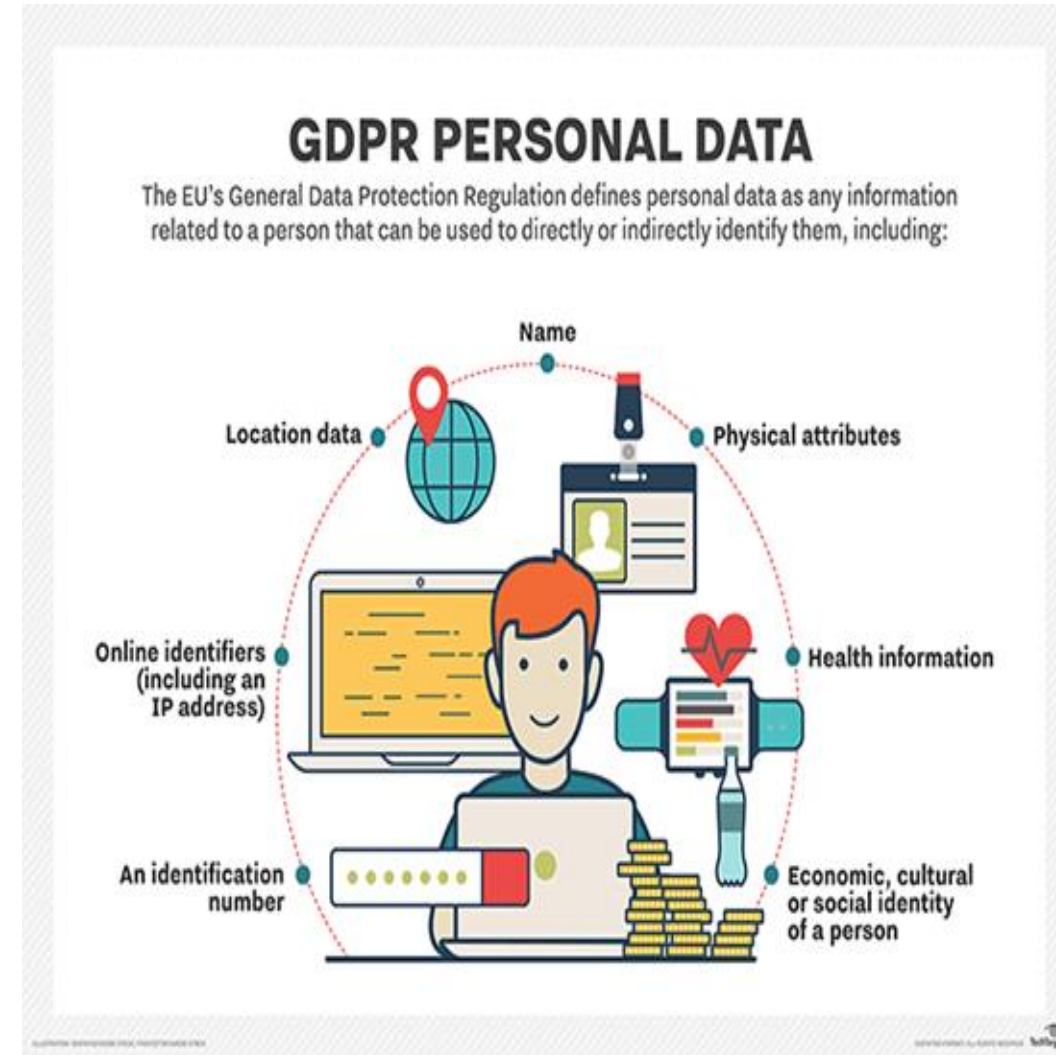 GDPR PERSONAL DATA
The EU's General Data Protection Regulation defines personal data as any information
related to a person that can be used to directly or indirectly identify them, including:
Name
Location data
Physical attributes
Online identifiers
(including an
IP address)
Health information
An identification
number
Economic, cultural
or social identity
of a person